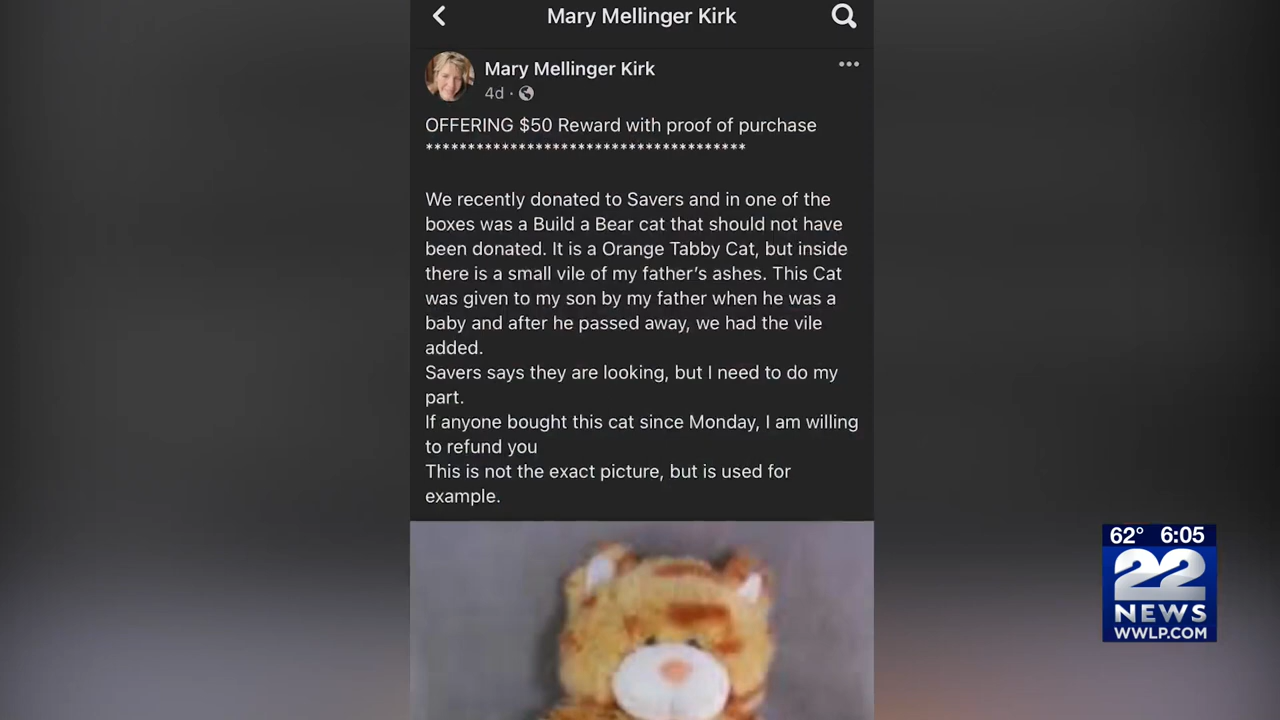 Mary Mellinger Kirk
Mary Mellinger Kirk
4d ·
OFFERING $50 Reward with proof of purchase
**************************************
We recently donated to Savers and in one of the
boxes was a Build a Bear cat that should not have
been donated. It is a Orange Tabby Cat, but inside
there is a small vile of my father’s ashes. This Cat
was given to my son by my father when he was a
baby and after he passed away, we had the vile
added.
Savers says they are looking, but I need to do my
part.
If anyone bought this cat since Monday, I am willing
to refund you
This is not the exact picture, but is used for
example.
62° 6:05
22
NEWS
WWLP.COM